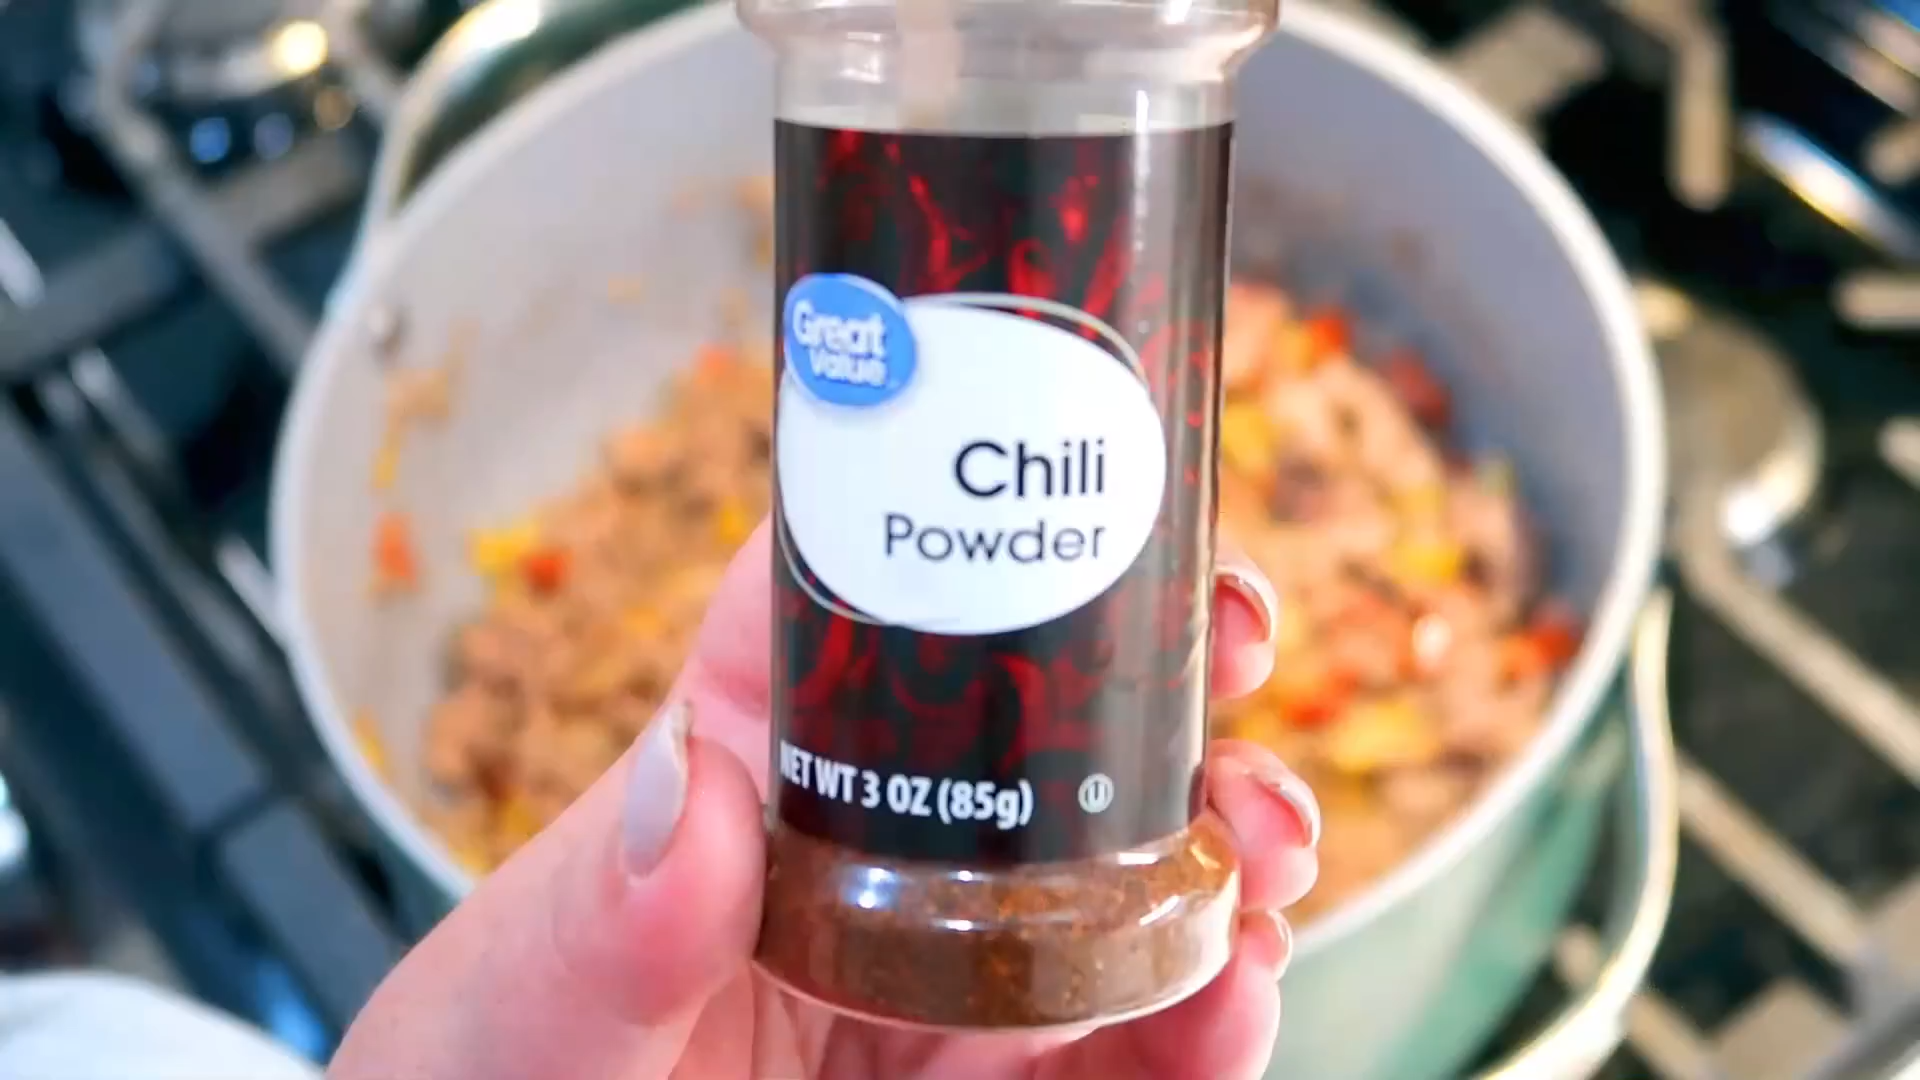 Great
Value
Chili
Powder
NET WT 3 OZ (85g)
U